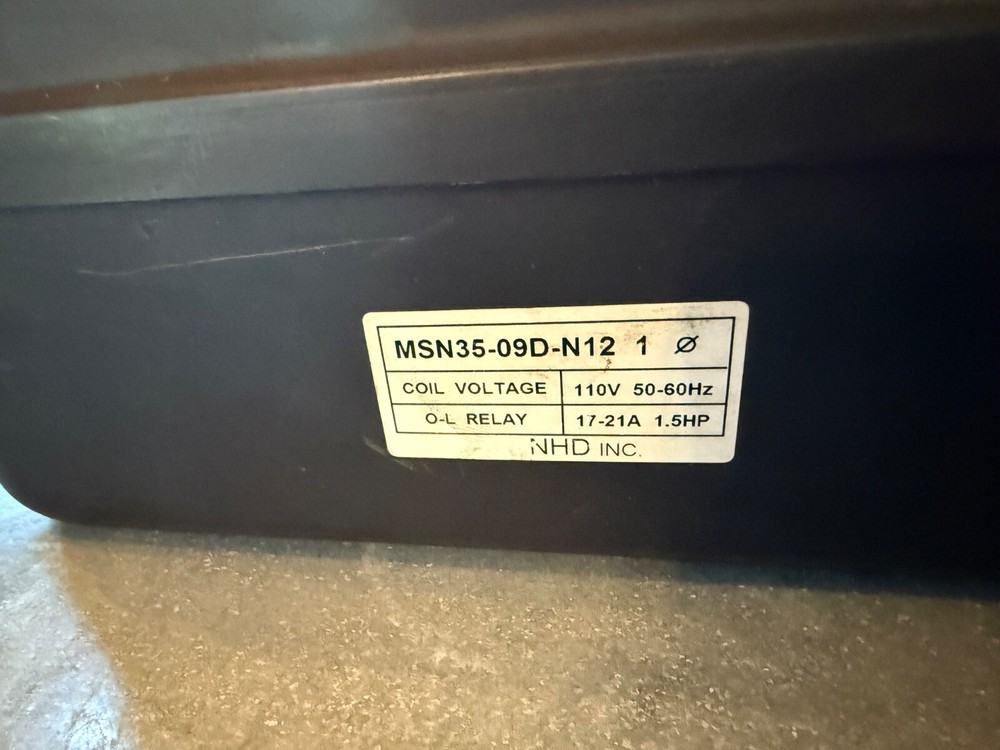 MSN35-09D-N12 1 Ø
COIL VOLTAGE 110V 50-60Hz
O-L RELAY 17-21A 1.5HP
NHD INC.